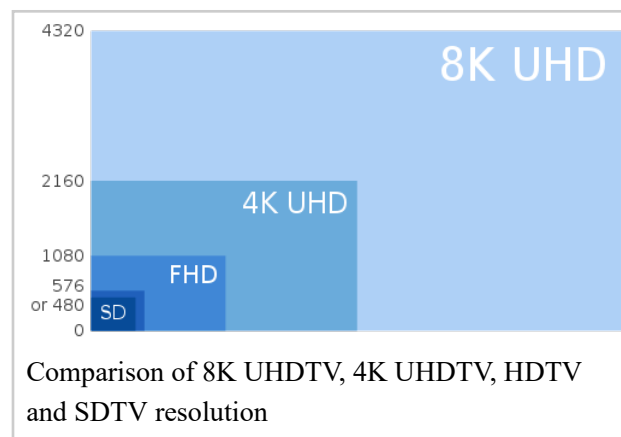 4320
8K UHD
2160
4K UHD
1080
FHD
576
or 480
SD
0
Comparison of 8K UHDTV, 4K UHDTV, HDTV
and SDTV resolution